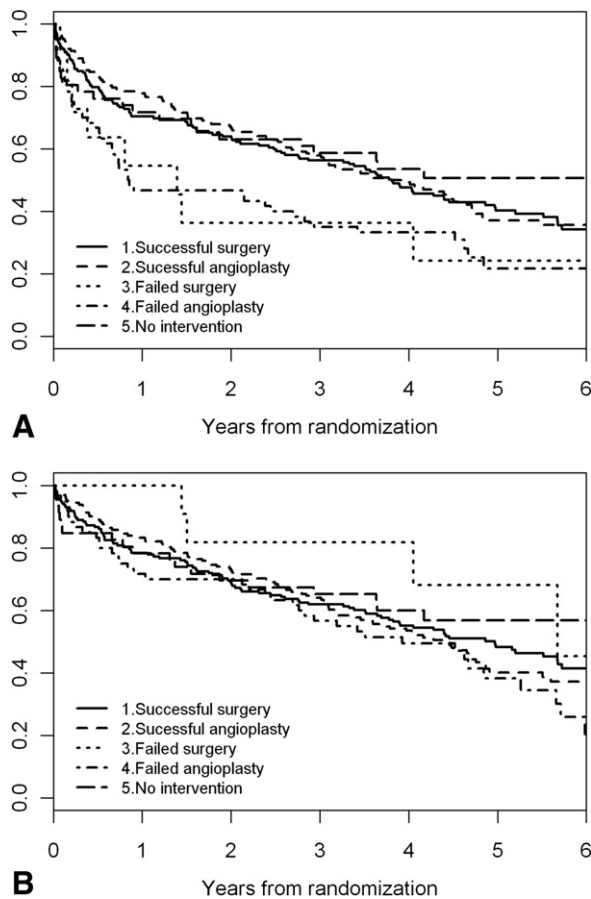 1.0
0.8
0.6
0.4
0.2
0.0
1.Successful surgery
2.Sucessful angioplasty
3.Failed surgery
4.Failed angioplasty
5.No intervention
0 1 2 3 4 5 6
A
Years from randomization
1.0
0.8
0.6
0.4
0.2
0.0
1.Successful surgery
2.Sucessful angioplasty
3.Failed surgery
4.Failed angioplasty
5.No intervention
0 1 2 3 4 5 6
B
Years from randomization